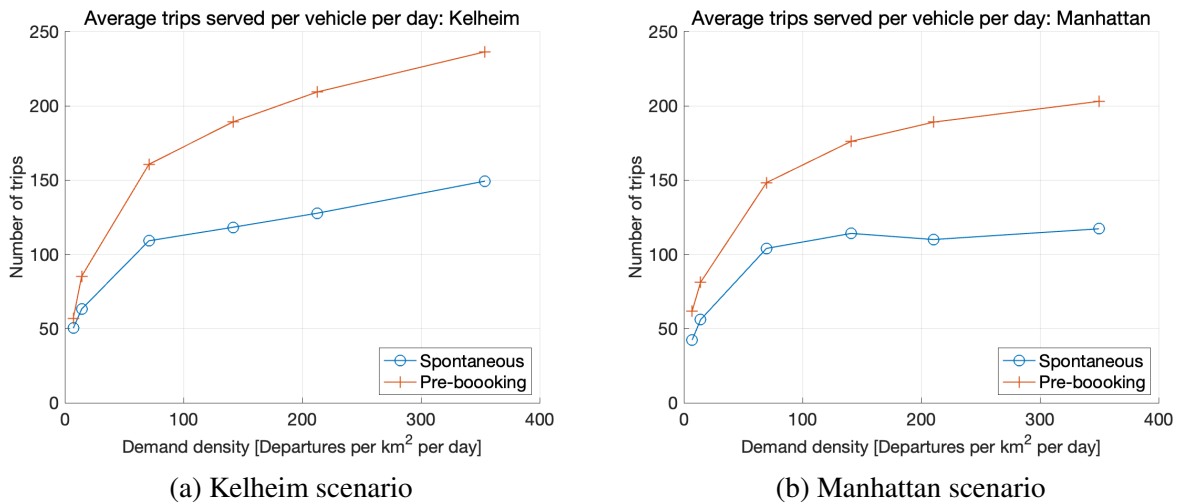 Average trips served per vehicle per day: Kelheim
250
200
150
100
50
0
Number of trips
0 100 200 300 400
Demand density [Departures per km² per day]
Spontaneous
Pre-boooking
(a) Kelheim scenario
Average trips served per vehicle per day: Manhattan
250
200
150
100
50
0
Number of trips
0 100 200 300 400
Demand density [Departures per km² per day]
Spontaneous
Pre-boooking
(b) Manhattan scenario